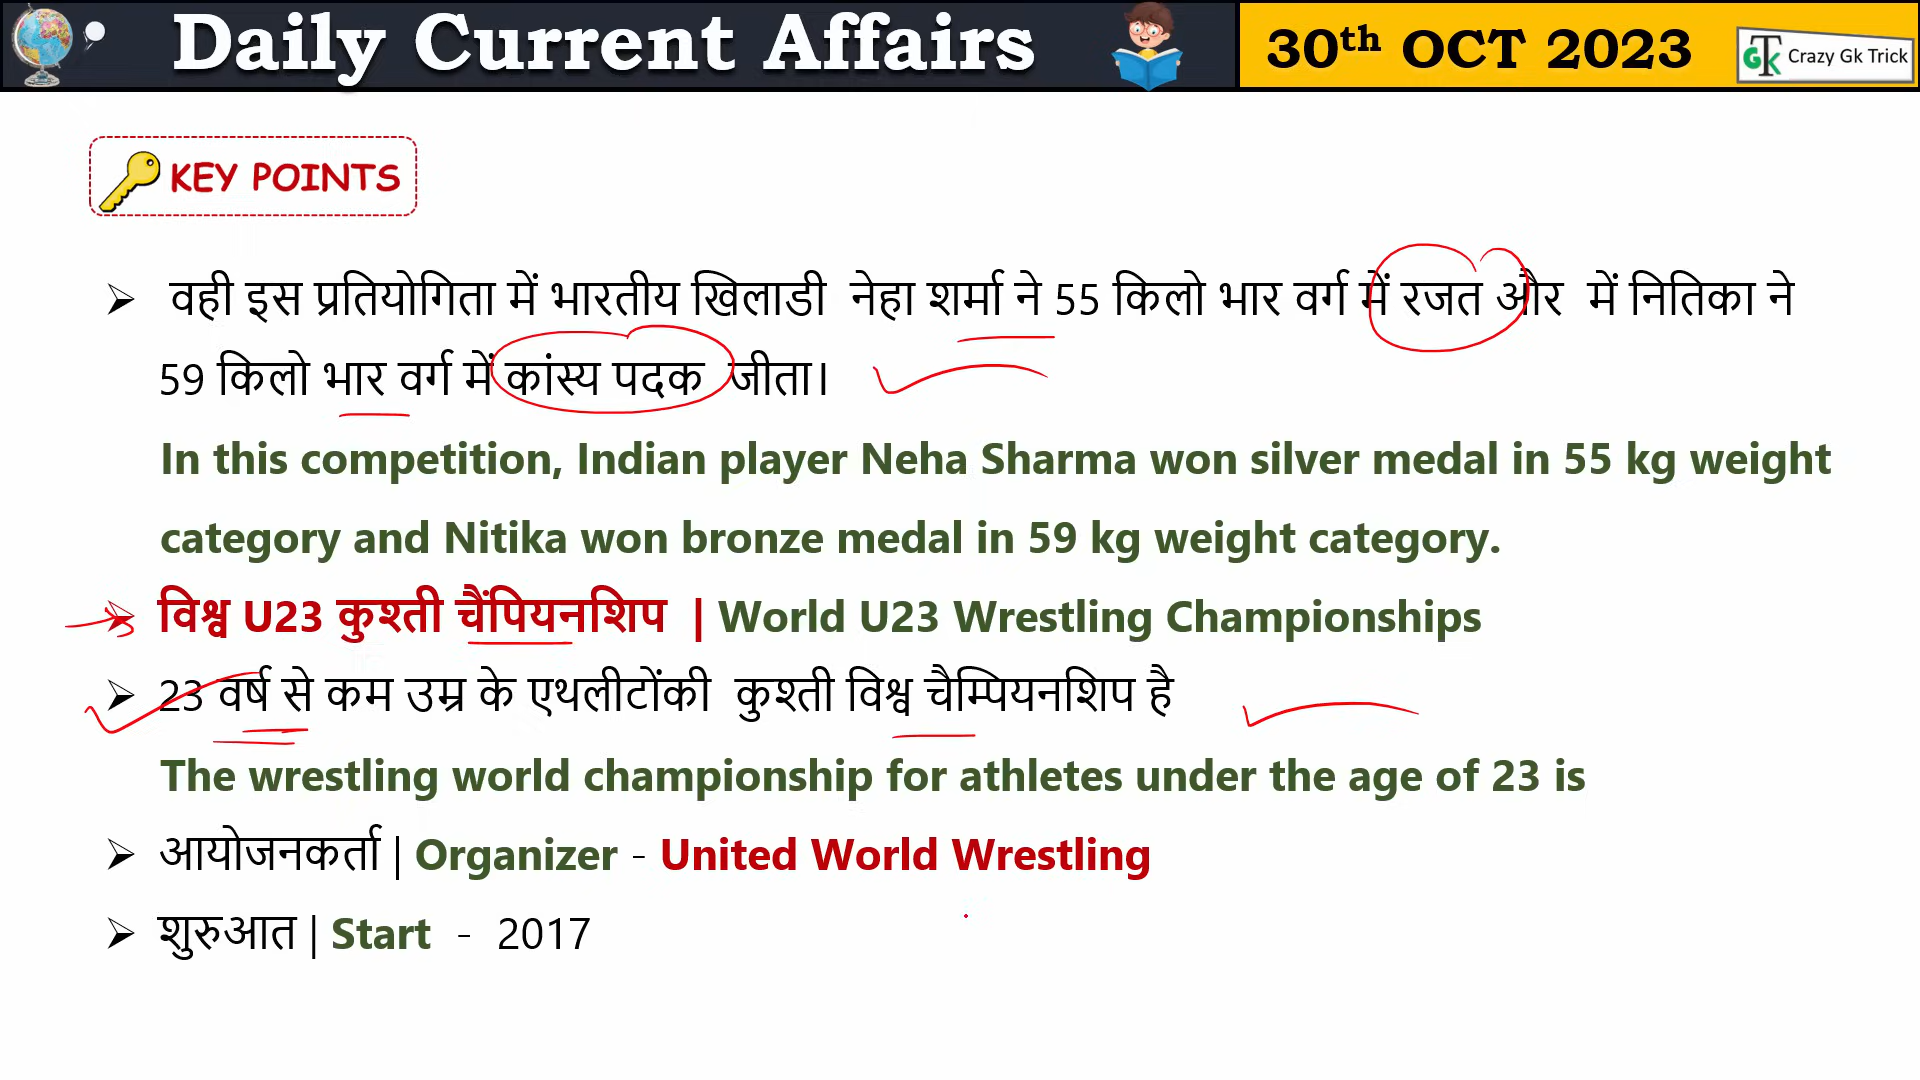 Daily Current Affairs
30th OCT 2023
GTK Crazy Gk Trick
KEY POINTS
वही इस प्रतियोगिता में भारतीय खिलाडी नेहा शर्मा ने 55 किलो भार वर्ग में रजत और में नितिका ने
59 किलो भार वर्ग में कांस्य पदक जीता।
In this competition, Indian player Neha Sharma won silver medal in 55 kg weight
category and Nitika won bronze medal in 59 kg weight category.
विश्व U23 कुश्ती चैंपियनशिप | World U23 Wrestling Championships
23 वर्ष से कम उम्र के एथलीटोंकी कुश्ती विश्व चैम्पियनशिप है
The wrestling world championship for athletes under the age of 23 is
आयोजनकर्ता | Organizer - United World Wrestling
शुरुआत | Start - 2017